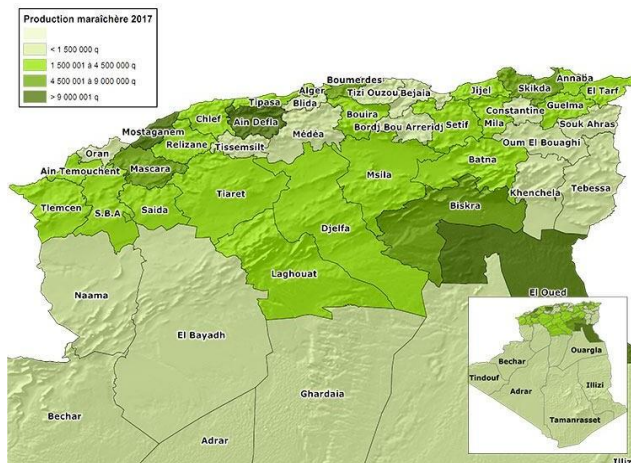 Production maraîchère 2017
< 1 500 000 q
1 500 001 à 4 500 000 q
4 500 001 à 9 000 000 q
> 9 000 001 q
Boumerdes
Alger
Tizi Ouzou
Bejaia
Jijel
Skikda
Annaba
El Tarf
Tipasa
Blida
Constantine
Guelma
Mostaganem
Chlef
Ain Defla
Médéa
Bouira
Bordj Bou Arreridj
Setif
Mila
Souk Ahras
Oran
Relizane
Tissemsilt
Oum El Bouaghi
Ain Temouchent
Mascara
Batna
Tlemcen
S.B.A
Saida
Tiaret
Msila
Khenchela
Tebessa
Biskra
Djelfa
Laghouat
Naama
El Bayadh
El Oued
Ghardaia
Bechar
Adrar
Illiz
Ouargla
Bechar
Tindouf
Adrar
Illizi
Tamanrasset